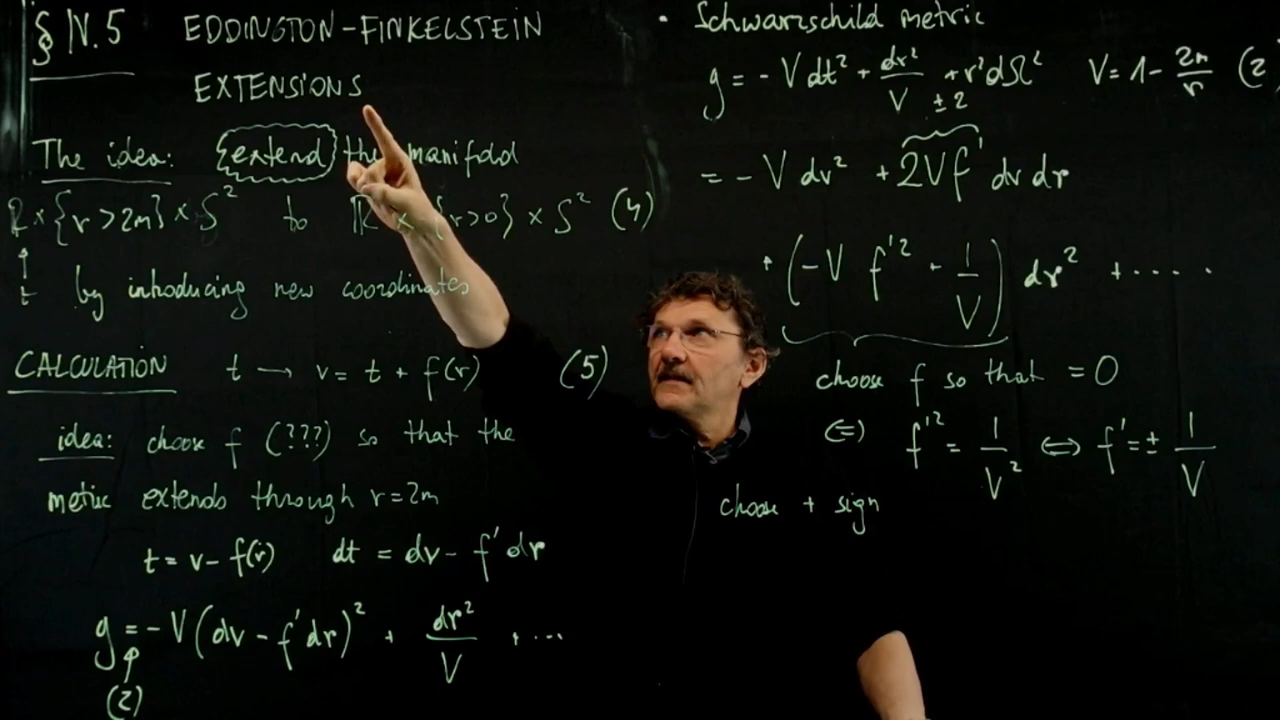 § IV.5 EDDINGTON-FINKELSTEIN
EXTENSIONS
The idea: extend the manifold
ℝ × {r > 2m} × S² to ℝ × {r > 0} × S² (4)
↑
t by introducing new coordinates
CALCULATION t → v = t + f(r) (5)
idea: choose f (???) so that the
metric extends through r = 2m
t = v - f(r) dt = dv - f' dr
g = - V (dv - f' dr)² + dr²/V + ...
↑
(2)
• Schwarzschild metric
g = - V dt² + dr²/V + r² dΩ² V = 1 - 2m/r (2
± 2
= - V dv² + 2Vf' dv dr
+ (-V f'² + 1/V) dr² + .....
choose f so that = 0
⇔ f'² = 1/V² ⇔ f' = ± 1/V
choose + sign